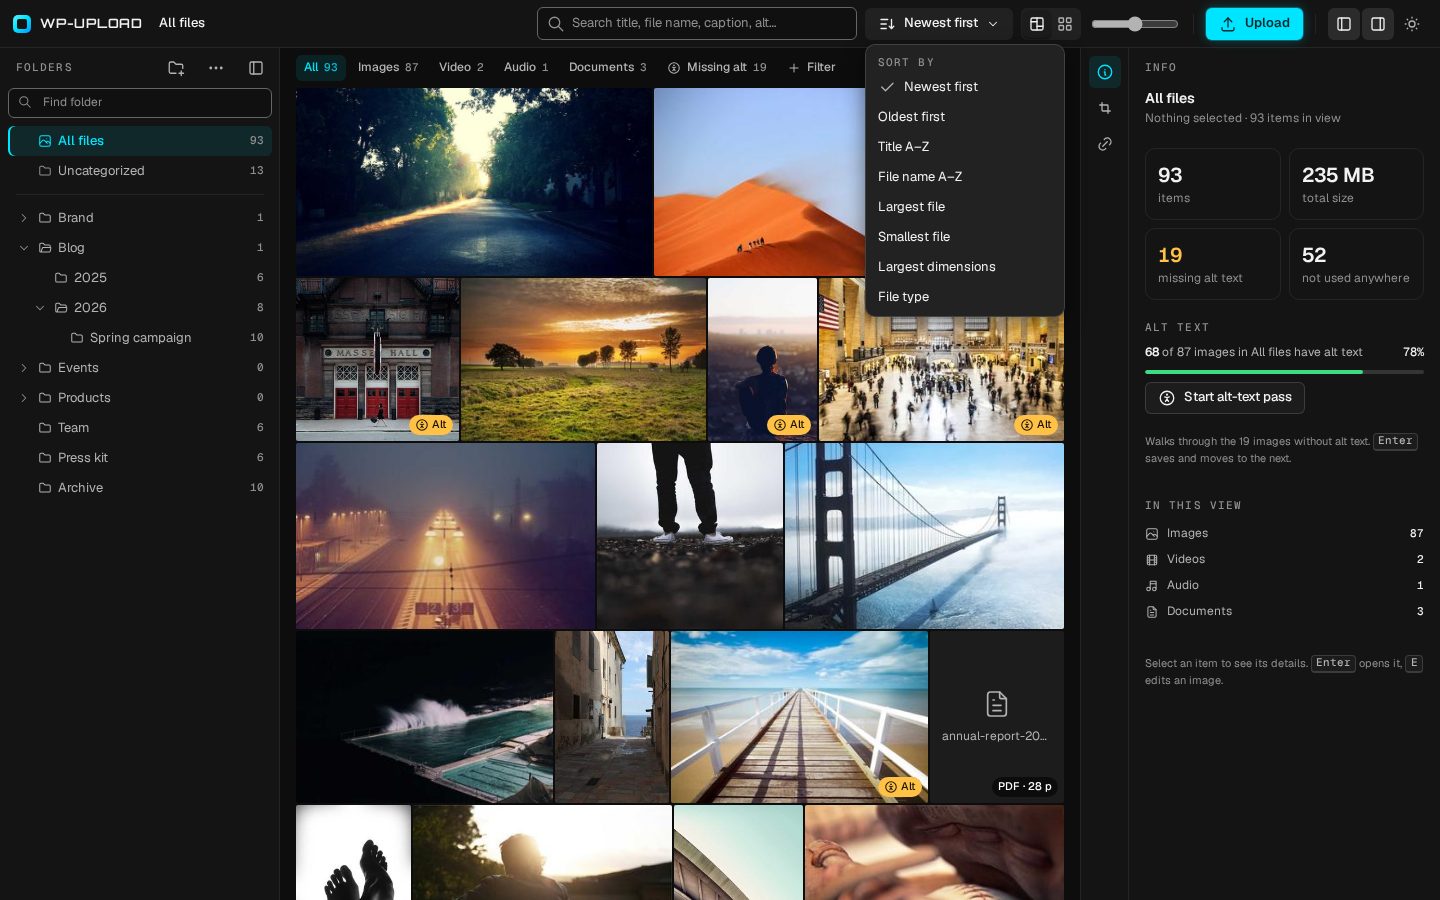 WP-UPLOAD
All files
Search title, file name, caption, alt…
Newest first
Upload
FOLDERS
Find folder
All files 93
Uncategorized 13
Brand 1
Blog 1
2025 6
2026 8
Spring campaign 10
Events 0
Products 0
Team 6
Press kit 6
Archive 10
All 93
Images 87
Video 2
Audio 1
Documents 3
Missing alt 19
Filter
SORT BY
Newest first
Oldest first
Title A–Z
File name A–Z
Largest file
Smallest file
Largest dimensions
File type
MASSEY HALL
Alt
Alt
Alt
Alt
annual-report-20…
PDF · 28 p
INFO
All files
Nothing selected · 93 items in view
93
items
235 MB
total size
19
missing alt text
52
not used anywhere
ALT TEXT
68 of 87 images in All files have alt text 78%
Start alt-text pass
Walks through the 19 images without alt text. Enter
saves and moves to the next.
IN THIS VIEW
Images 87
Videos 2
Audio 1
Documents 3
Select an item to see its details. Enter opens it, E
edits an image.